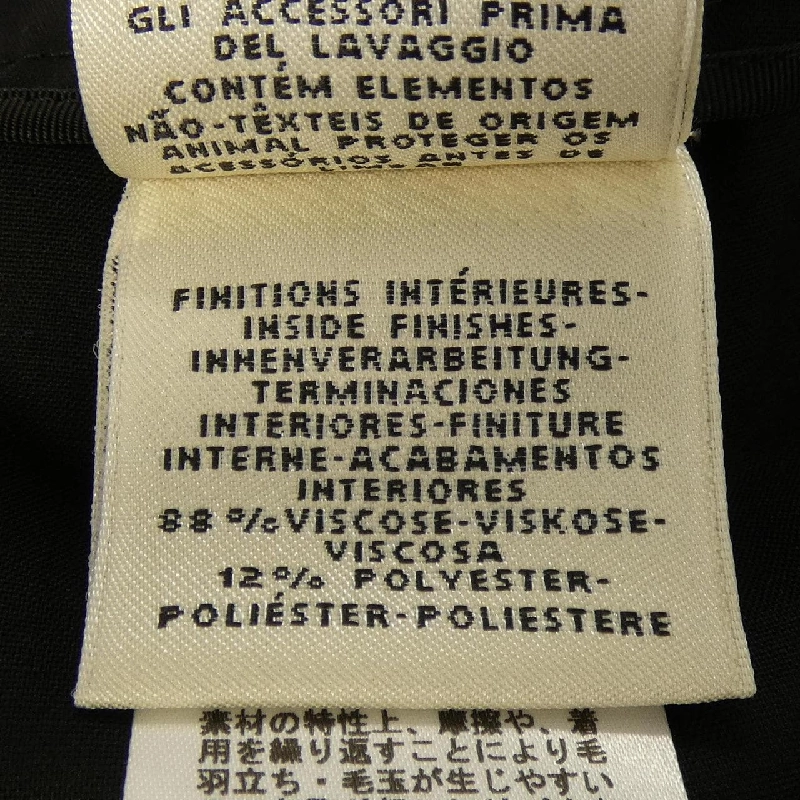 GLI ACCESSORI PRIMA
DEL LAVAGGIO
CONTÉM ELEMENTOS
NÃO-TÊXTEIS DE ORIGEM
ANIMAL PROTEGER OS
ACESSÓRIOS ANTES DE
FINITIONS INTÉRIEURES-
INSIDE FINISHES-
INNENVERARBEITUNG-
TERMINACIONES
INTERIORES-FINITURE
INTERNE-ACABAMENTOS
INTERIORES
88%VISCOSE-VISKOSE-
VISCOSA
12% POLYESTER-
POLIÉSTER-POLIESTERE
素材の特性上、摩擦や、着
用を繰り返すことにより毛
羽立ち・毛玉が生じやすい